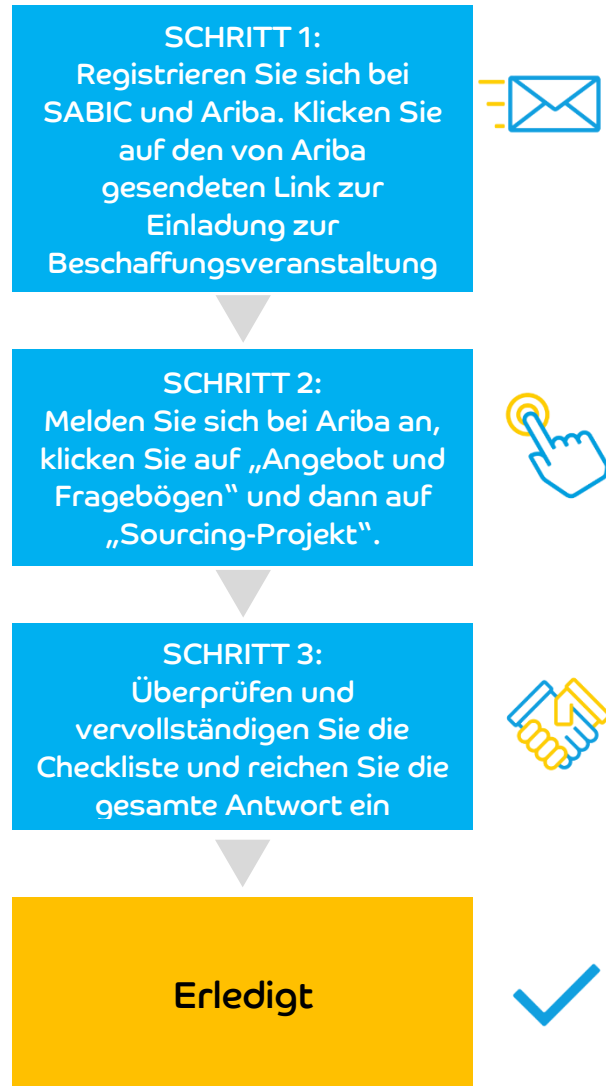 SCHRITT 1:
Registrieren Sie sich bei
SABIC und Ariba. Klicken Sie
auf den von Ariba
gesendeten Link zur
Einladung zur
Beschaffungsveranstaltung
SCHRITT 2:
Melden Sie sich bei Ariba an,
klicken Sie auf „Angebot und
Fragebögen“ und dann auf
„Sourcing-Projekt“.
SCHRITT 3:
Überprüfen und
vervollständigen Sie die
Checkliste und reichen Sie die
gesamte Antwort ein
Erledigt